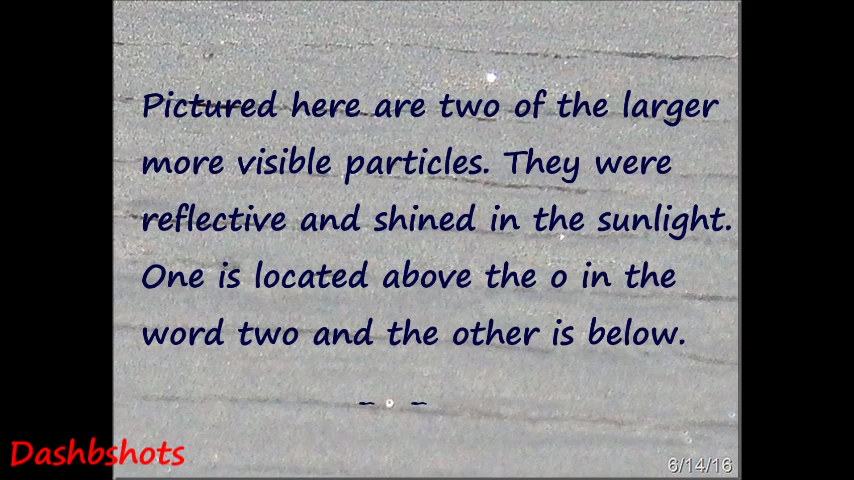 Pictured here are two of the larger
more visible particles. They were
reflective and shined in the sunlight.
One is located above the o in the
word two and the other is below.
~ ~
Dashbshots
6/14/16